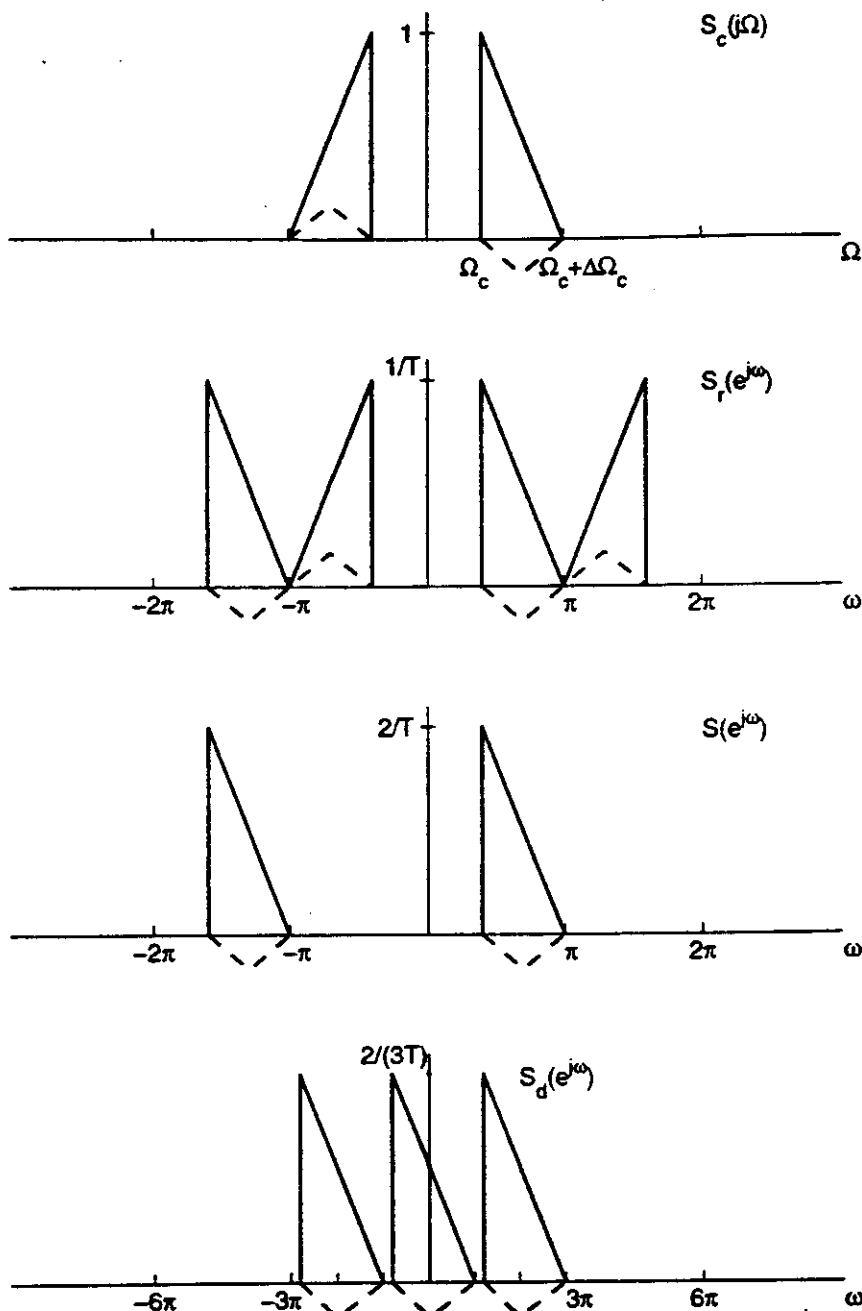 1
S_c(jΩ)
Ω_c
Ω_c+ΔΩ_c
Ω
1/T
S_r(e^{jω})
−2π
−π
π
2π
ω
2/T
S(e^{jω})
−2π
−π
π
2π
ω
2/(3T)
S_d(e^{jω})
−6π
−3π
3π
6π
ω